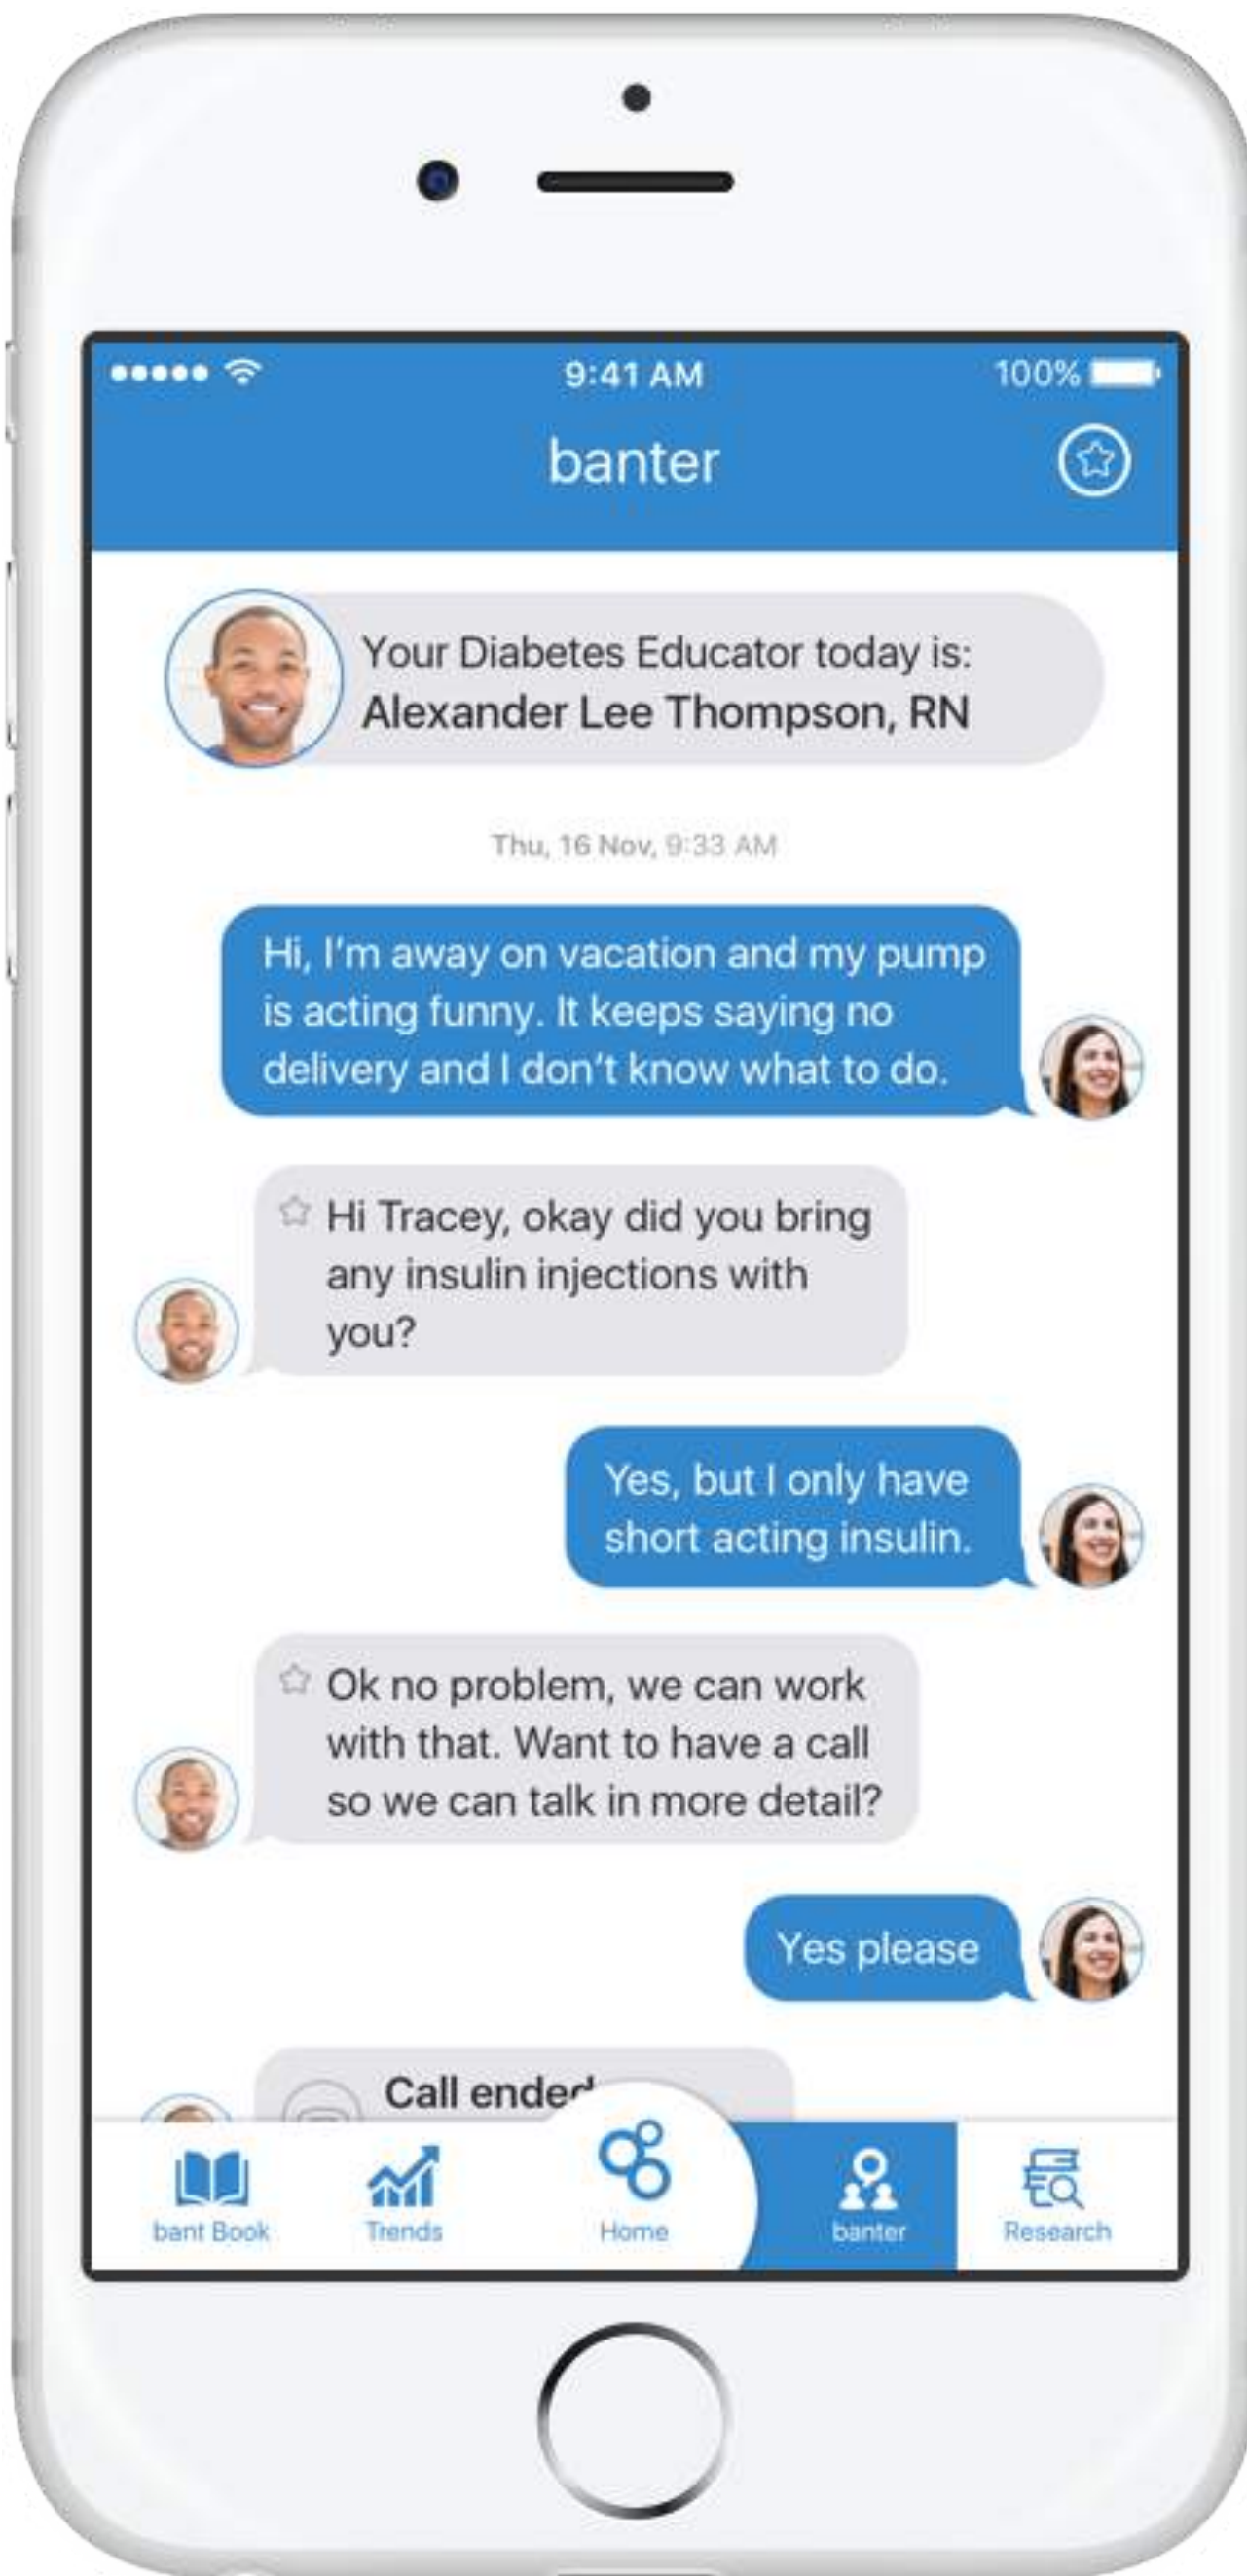 9:41 AM
100%
banter
Your Diabetes Educator today is:
Alexander Lee Thompson, RN
Thu, 16 Nov, 9:33 AM
Hi, I'm away on vacation and my pump
is acting funny. It keeps saying no
delivery and I don't know what to do.
Hi Tracey, okay did you bring
any insulin injections with
you?
Yes, but I only have
short acting insulin.
Ok no problem, we can work
with that. Want to have a call
so we can talk in more detail?
Yes please
Call ended
bant Book
Trends
Home
banter
Research